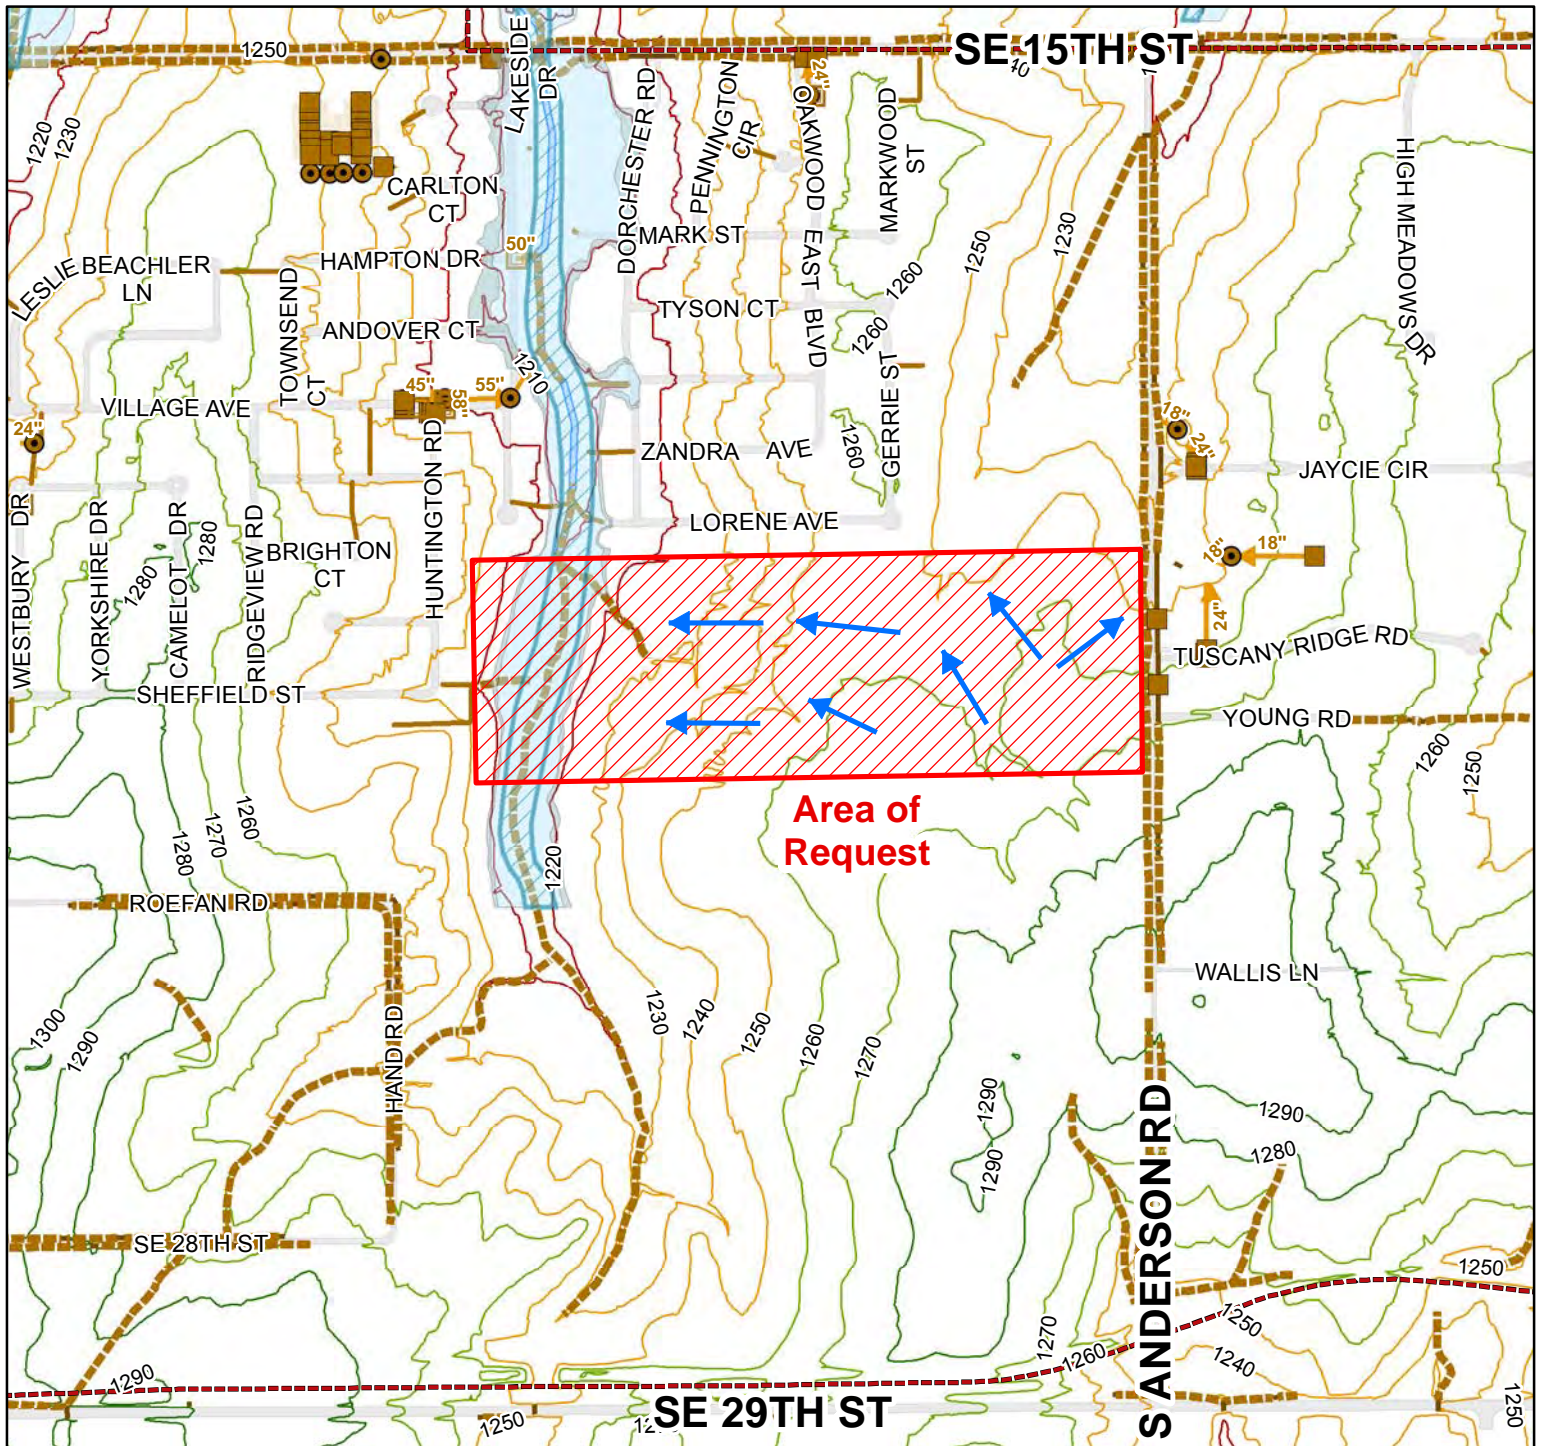 SE 15TH ST
1250
40
LAKESIDE
DR
DORCHESTER RD
PENNINGTON
CIR
24"
OAKWOOD EAST BLVD
MARKWOOD
ST
1220
1230
CARLTON
CT
HIGH MEADOWS DR
MARK ST
50"
HAMPTON DR
1250
1230
LESLIE
BEACHLER
LN
TOWNSEND
CT
1260
TYSON CT
ANDOVER CT
1260
1210
GERRIE ST
45"
55"
58"
VILLAGE AVE
24"
18"
24"
HUNTINGTON RD
ZANDRA AVE
1260
JAYCIE CIR
LORENE AVE
WESTBURY DR
YORKSHIRE DR
CAMELOT DR
1280
1280
RIDGEVIEW RD
BRIGHTON
CT
18"
18"
24"
TUSCANY RIDGE RD
SHEFFIELD ST
YOUNG RD
1260
1250
Area of
Request
1260
1270
1280
1220
ROEFAN RD
WALLIS LN
1300
1290
HAND RD
1230
1240
1250
1260
1270
1290
1290
1290
1280
S ANDERSON RD
SE 28TH ST
1250
1250
1270
1260
1240
1290
SE 29TH ST
1250
1250